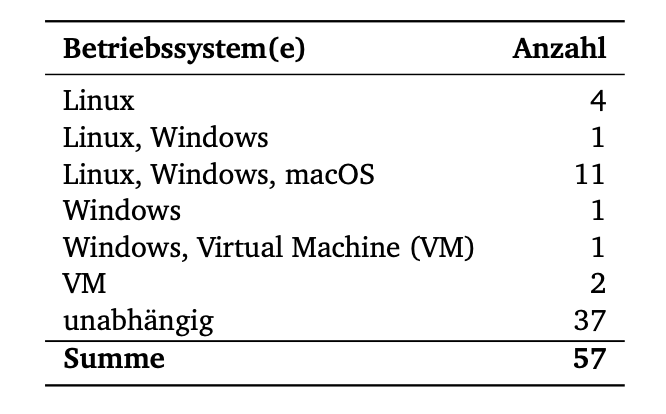 Betriebssystem(e) Anzahl
Linux 4
Linux, Windows 1
Linux, Windows, macOS 11
Windows 1
Windows, Virtual Machine (VM) 1
VM 2
unabhängig 37
Summe 57